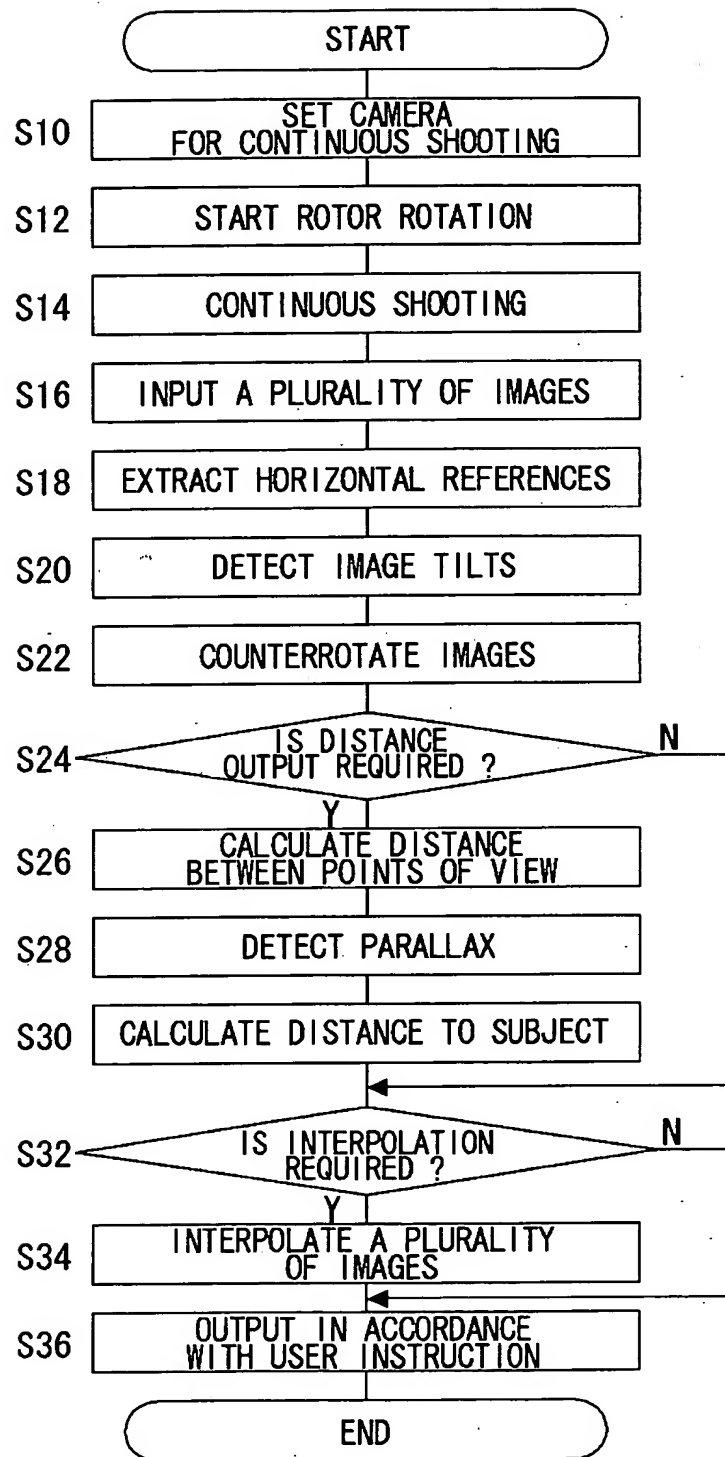 START
S10
SET CAMERA
FOR CONTINUOUS SHOOTING
S12
START ROTOR ROTATION
S14
CONTINUOUS SHOOTING
S16
INPUT A PLURALITY OF IMAGES
S18
EXTRACT HORIZONTAL REFERENCES
S20
DETECT IMAGE TILTS
S22
COUNTERROTATE IMAGES
S24
IS DISTANCE
OUTPUT REQUIRED ?
N
Y
S26
CALCULATE DISTANCE
BETWEEN POINTS OF VIEW
S28
DETECT PARALLAX
S30
CALCULATE DISTANCE TO SUBJECT
S32
IS INTERPOLATION
REQUIRED ?
N
Y
S34
INTERPOLATE A PLURALITY
OF IMAGES
S36
OUTPUT IN ACCORDANCE
WITH USER INSTRUCTION
END